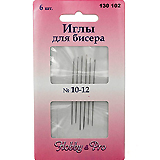 6 шт.
130 102
Иглы
для бисера
№ 10-12
Hobby & Pro